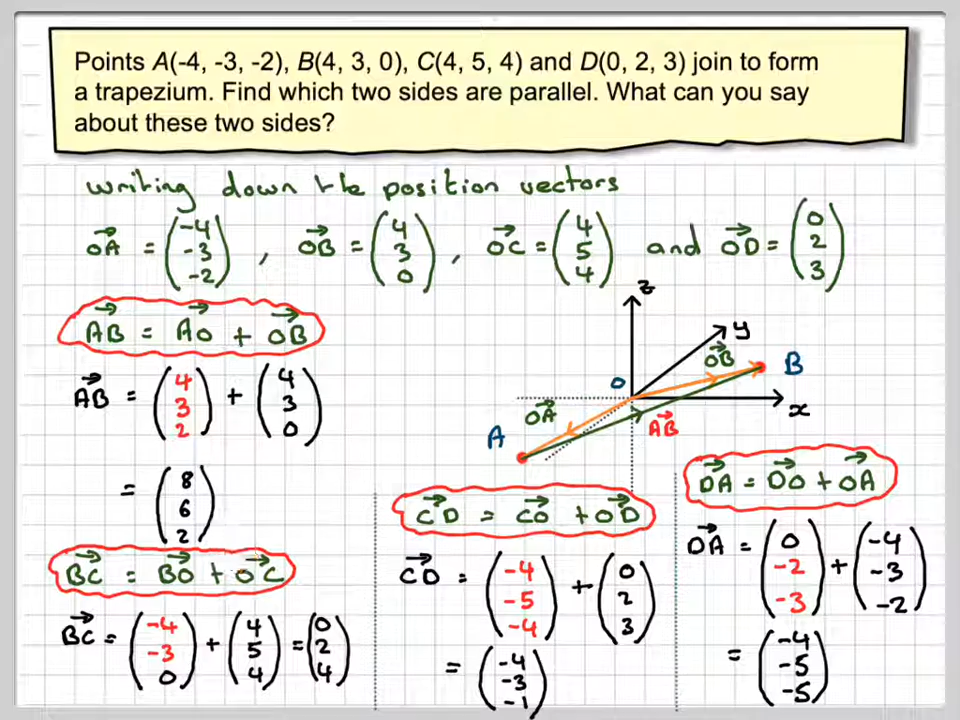 Points A(-4, -3, -2), B(4, 3, 0), C(4, 5, 4) and D(0, 2, 3) join to form
a trapezium. Find which two sides are parallel. What can you say
about these two sides?
writing down the position vectors
→OA = (-4 -3 -2), →OB = (4 3 0), →OC = (4 5 4) and →OD = (0 2 3)
→AB = →AO + →OB
→AB = (4 3 2) + (4 3 0)
= (8 6 2)
z
y
x
O
→OB
B
→OA
→AB
A
→BC = →BO + →OC
→BC = (-4 -3 0) + (4 5 4) = (0 2 4)
→CD = →CO + →OD
→CD = (-4 -5 -4) + (0 2 3)
= (-4 -3 -1)
→DA = →DO + →OA
→DA = (0 -2 -3) + (-4 -3 -2)
= (-4 -5 -5)